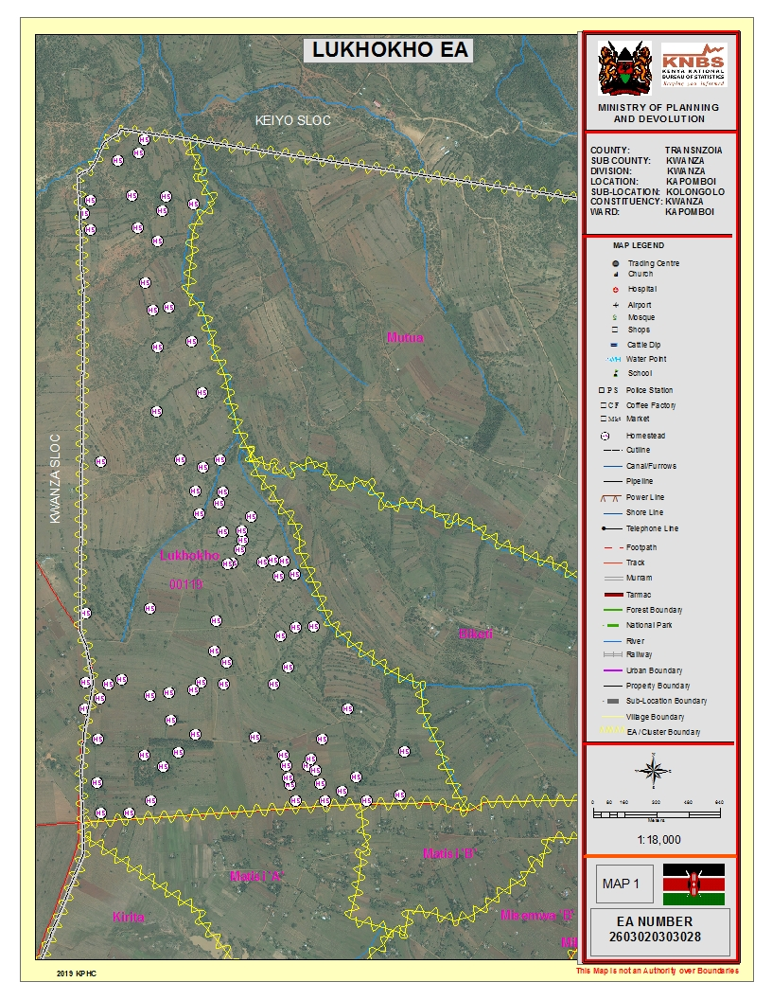 LUKHOKHO EA
KEIYO SLOC
KWANZA SLOC
Mutua
Lukhokho
00119
Elketi
Matisi 'A'
Matisi 'B'
Kirita
2019 KPHC
KNBS
KENYA NATIONAL
BUREAU OF STATISTICS
Keeping you informed
MINISTRY OF PLANNING
AND DEVOLUTION
COUNTY: TRANSNZOIA
SUB COUNTY: KWANZA
DIVISION: KWANZA
LOCATION: KAPOMBOI
SUB-LOCATION: KOLONGOLO
CONSTITUENCY: KWANZA
WARD: KAPOMBOI
MAP LEGEND
Trading Centre
Church
Hospital
Airport
Mosque
Shops
Cattle Dip
Water Point
School
P S Police Station
C F Coffee Factory
Mkt Market
Homestead
Cutline
Canal/Furrows
Pipeline
Power Line
Shore Line
Telephone Line
Footpath
Track
Murram
Tarmac
Forest Boundary
National Park
River
Railway
Urban Boundary
Property Boundary
Sub-Location Boundary
Village Boundary
EA /Cluster Boundary
Meters
1:18,000
MAP 1
EA NUMBER
2603020303028
This Map is not an Authority over Boundaries